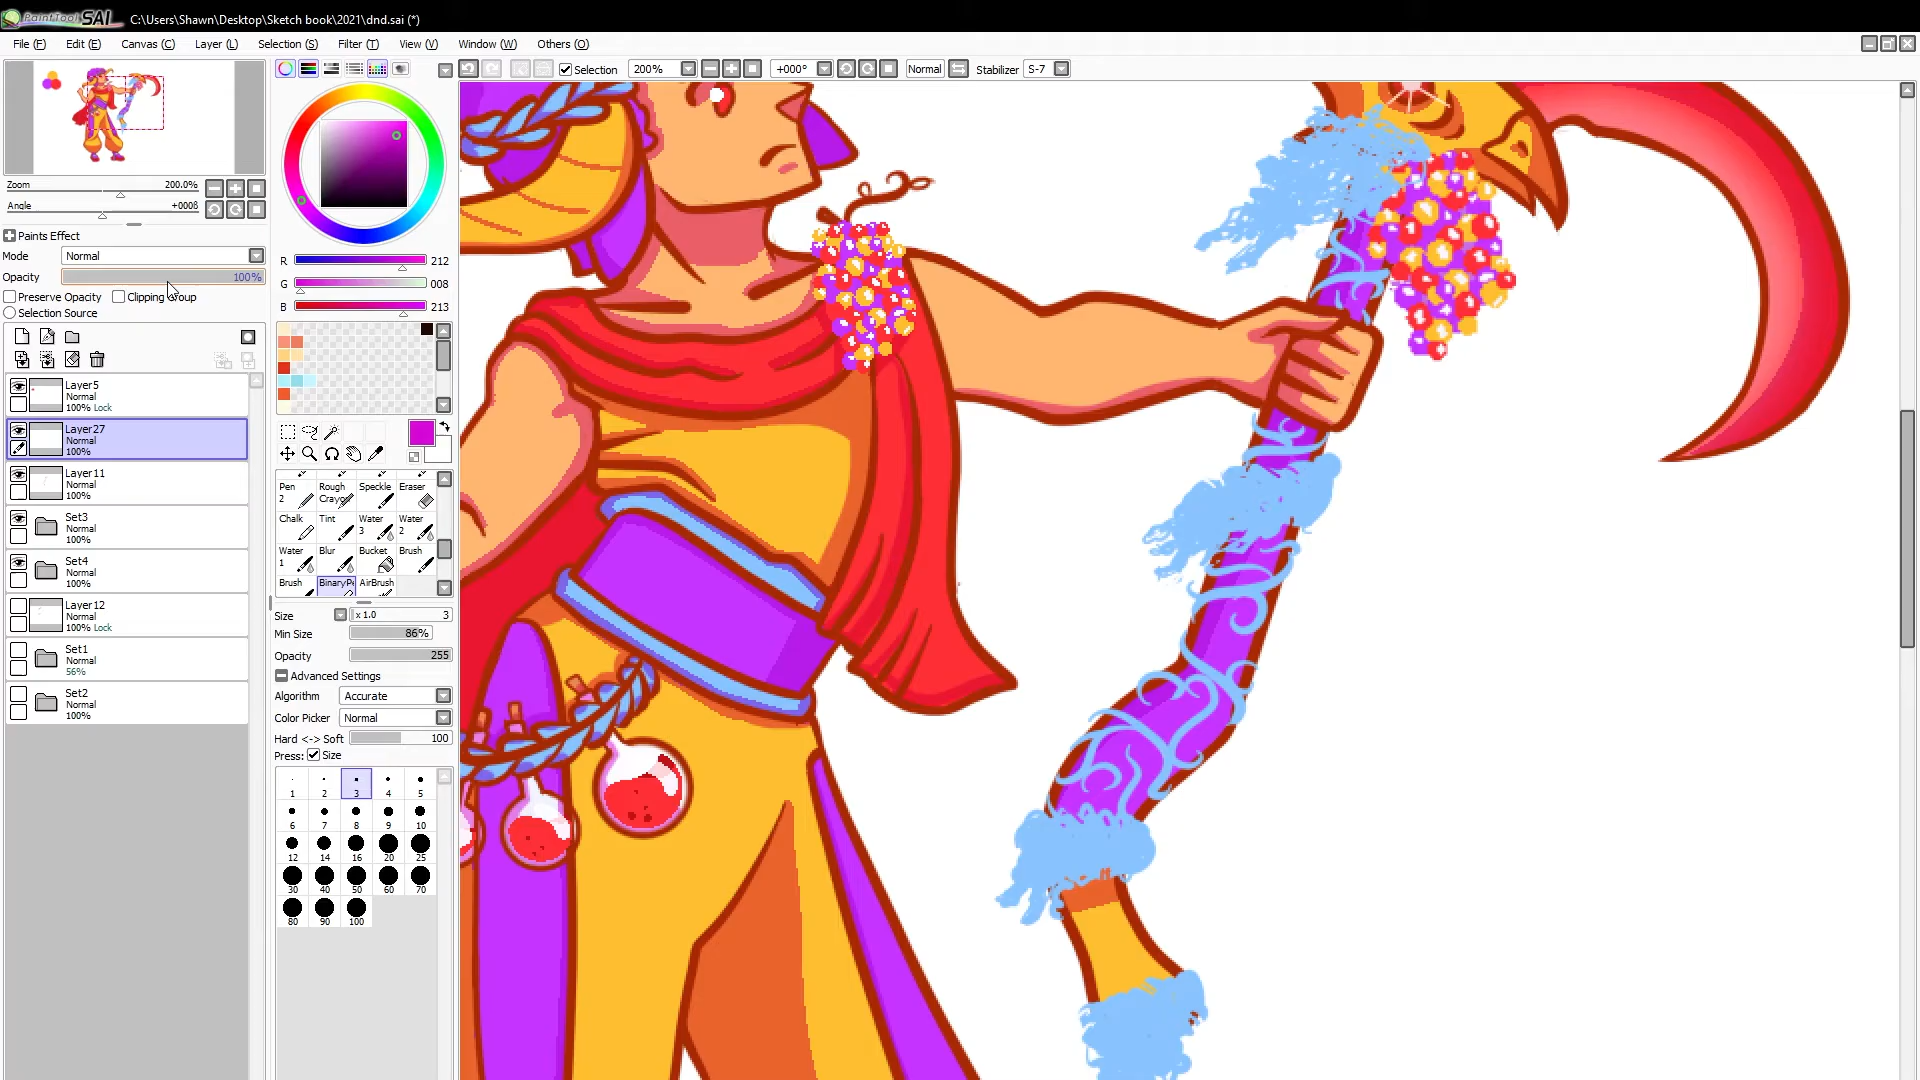 PaintTool SAI C:\Users\Shawn\Desktop\Sketch book\2021\dnd.sai (*)
File (F) Edit (E) Canvas (C) Layer (L) Selection (S) Filter (T) View (V) Window (W) Others (O)
Selection 200% +000° Normal Stabilizer S-7
Zoom 200.0%
Angle +000ß
Paints Effect
Mode Normal
Opacity 100%
Preserve Opacity Clipping Group
Selection Source
Layer5
Normal
100% Lock
Layer27
Normal
100%
Layer11
Normal
100%
Set3
Normal
100%
Set4
Normal
100%
Layer12
Normal
100% Lock
Set1
Normal
56%
Set2
Normal
100%
R 212
G 008
B 213
Pen 2 Rough Crayon Speckle Eraser
Chalk Tint Water 3 Water 2
Water 1 Blur Bucket Brush
Brush BinaryPe AirBrush
Size x 1.0 3
Min Size 86%
Opacity 255
Advanced Settings
Algorithm Accurate
Color Picker Normal
Hard <-> Soft 100
Press: Size
1 2 3 4 5
6 7 8 9 10
12 14 16 20 25
30 40 50 60 70
80 90 100